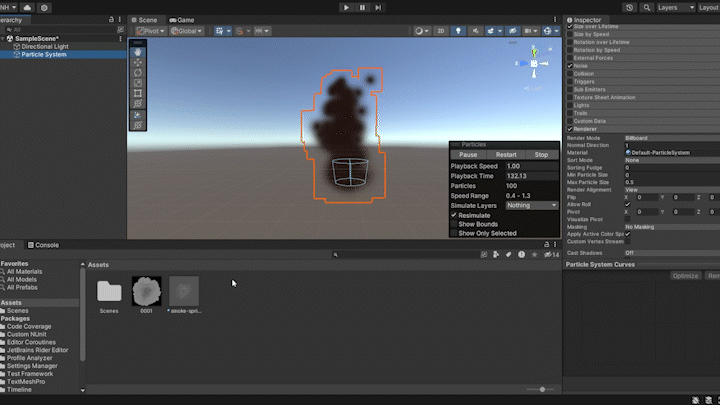 NH
Layers
Layout
erarchy
Scene
Game
Inspector
All
SampleScene*
Directional Light
Particle System
Pivot
Global
2D
Size over Lifetime
Size by Speed
Rotation over Lifetime
Rotation by Speed
External Forces
Noise
Collision
Triggers
Sub Emitters
Texture Sheet Animation
Lights
Trails
Custom Data
Renderer
Render Mode Billboard
Normal Direction 1
Material Default-ParticleSystem
Sort Mode None
Sorting Fudge 0
Min Particle Size 0
Max Particle Size 0.5
Render Alignment View
Flip X 0 Y 0 Z 0
Allow Roll
Pivot X 0 Y 0 Z 0
Visualize Pivot
Masking No Masking
Apply Active Color Spa
Custom Vertex Stream
Cast Shadows Off
Particle System Curves
Optimize
Particles
Pause Restart Stop
Playback Speed 1.00
Playback Time 132.13
Particles 100
Speed Range 0.4 - 1.3
Simulate Layers Nothing
Resimulate
Show Bounds
Show Only Selected
roject
Console
14
Favorites
All Materials
All Models
All Prefabs
Assets
Scenes
Packages
Code Coverage
Custom NUnit
Editor Coroutines
JetBrains Rider Editor
Profile Analyzer
Settings Manager
Test Framework
TextMeshPro
Timeline
Assets
Scenes
0001
smoke-spri...